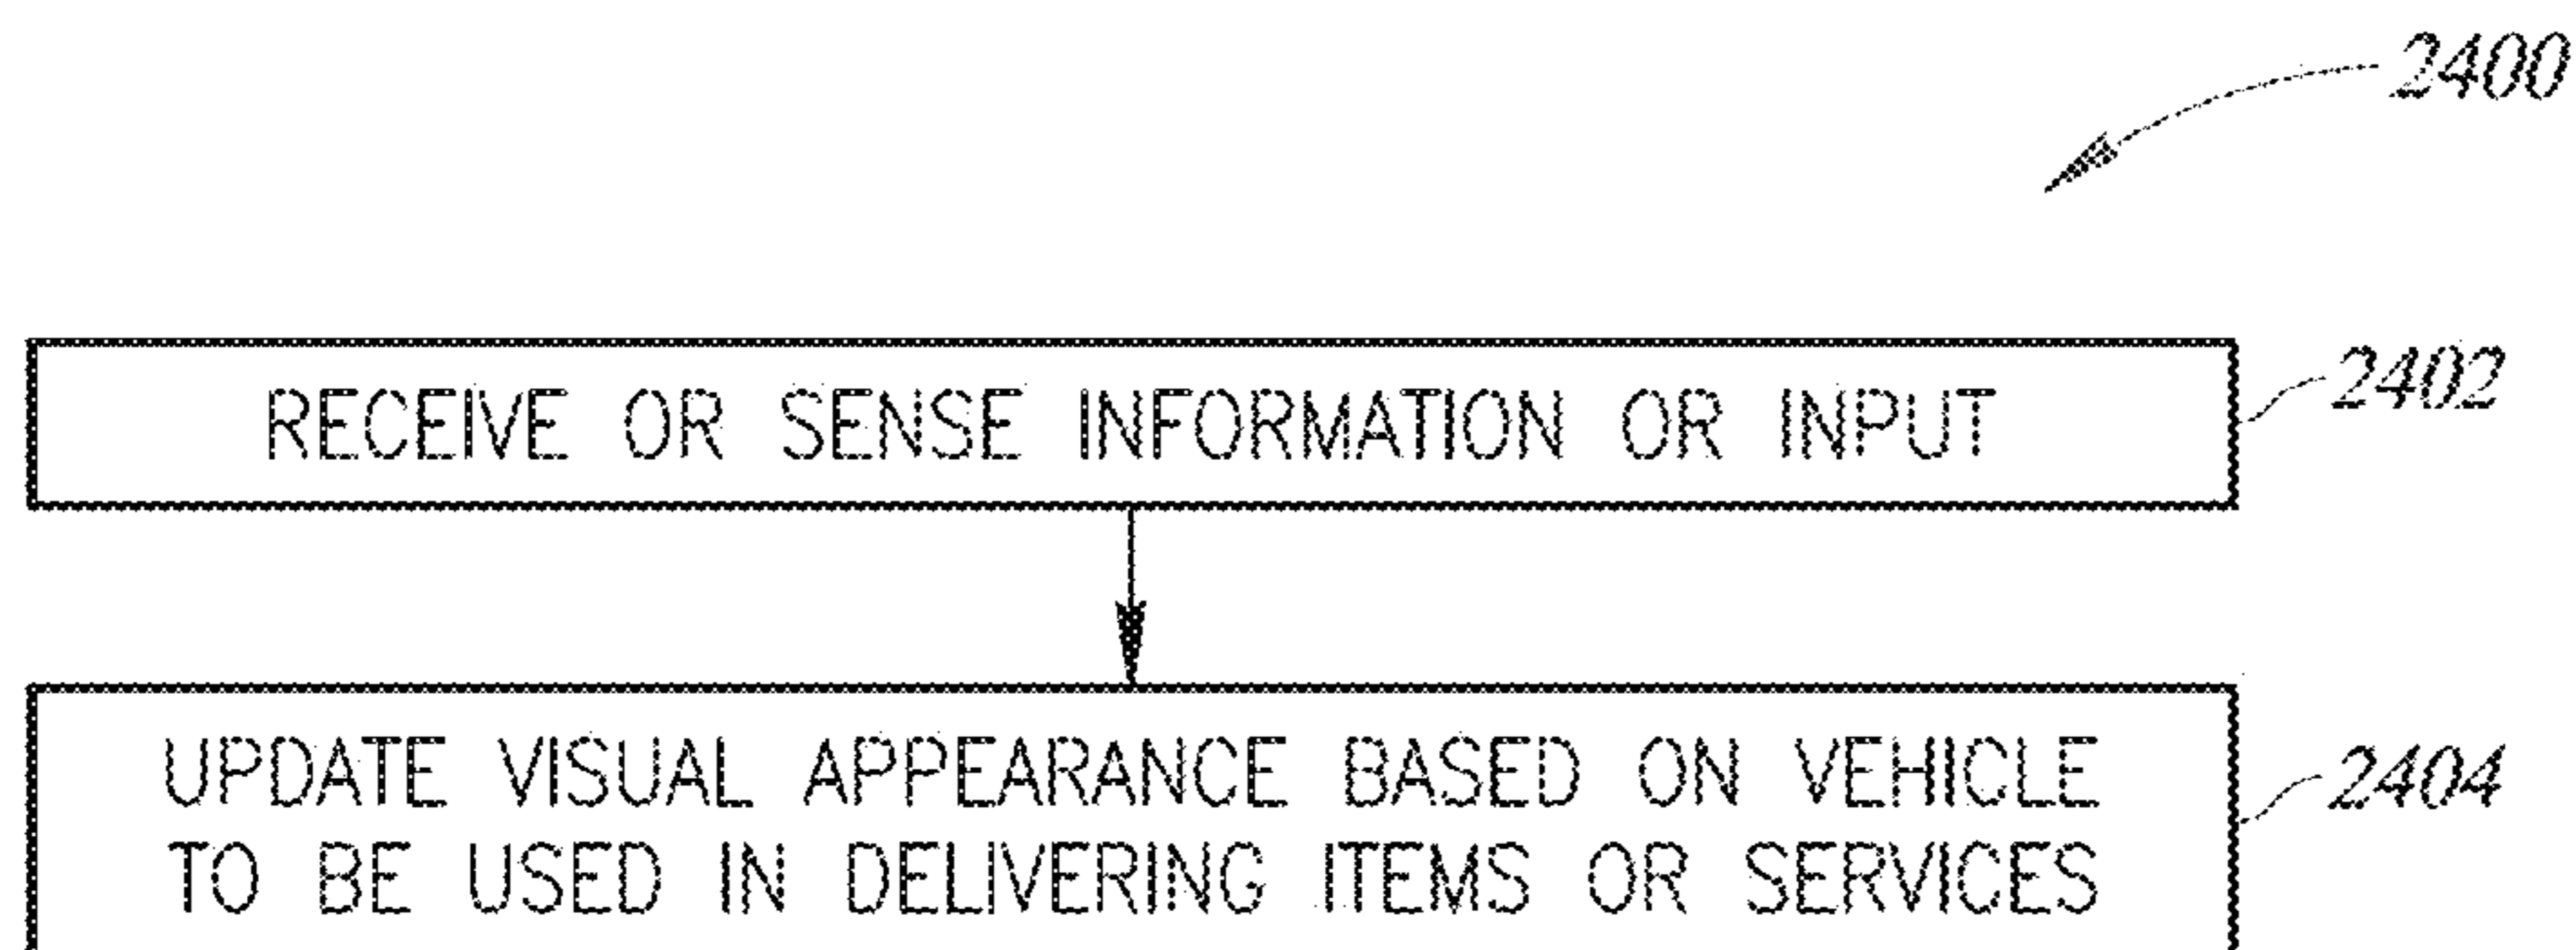 2400
RECEIVE OR SENSE INFORMATION OR INPUT
2402
UPDATE VISUAL APPEARANCE BASED ON VEHICLE
TO BE USED IN DELIVERING ITEMS OR SERVICES
2404